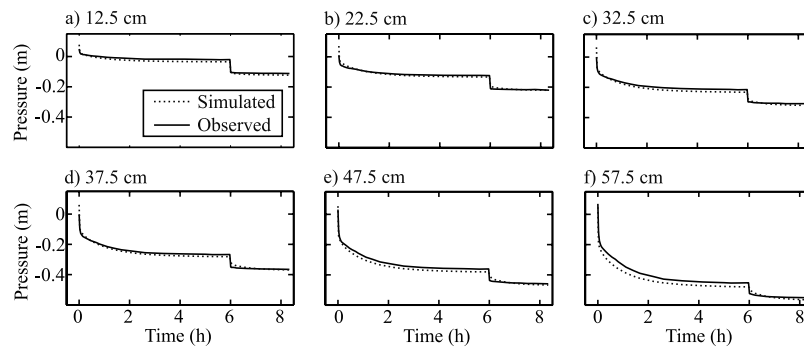 a) 12.5 cm
b) 22.5 cm
c) 32.5 cm
Pressure (m)
0
-0.2
-0.4
Simulated
Observed
d) 37.5 cm
e) 47.5 cm
f) 57.5 cm
Pressure (m)
0
-0.2
-0.4
0 2 4 6 8
0 2 4 6 8
0 2 4 6 8
Time (h)
Time (h)
Time (h)